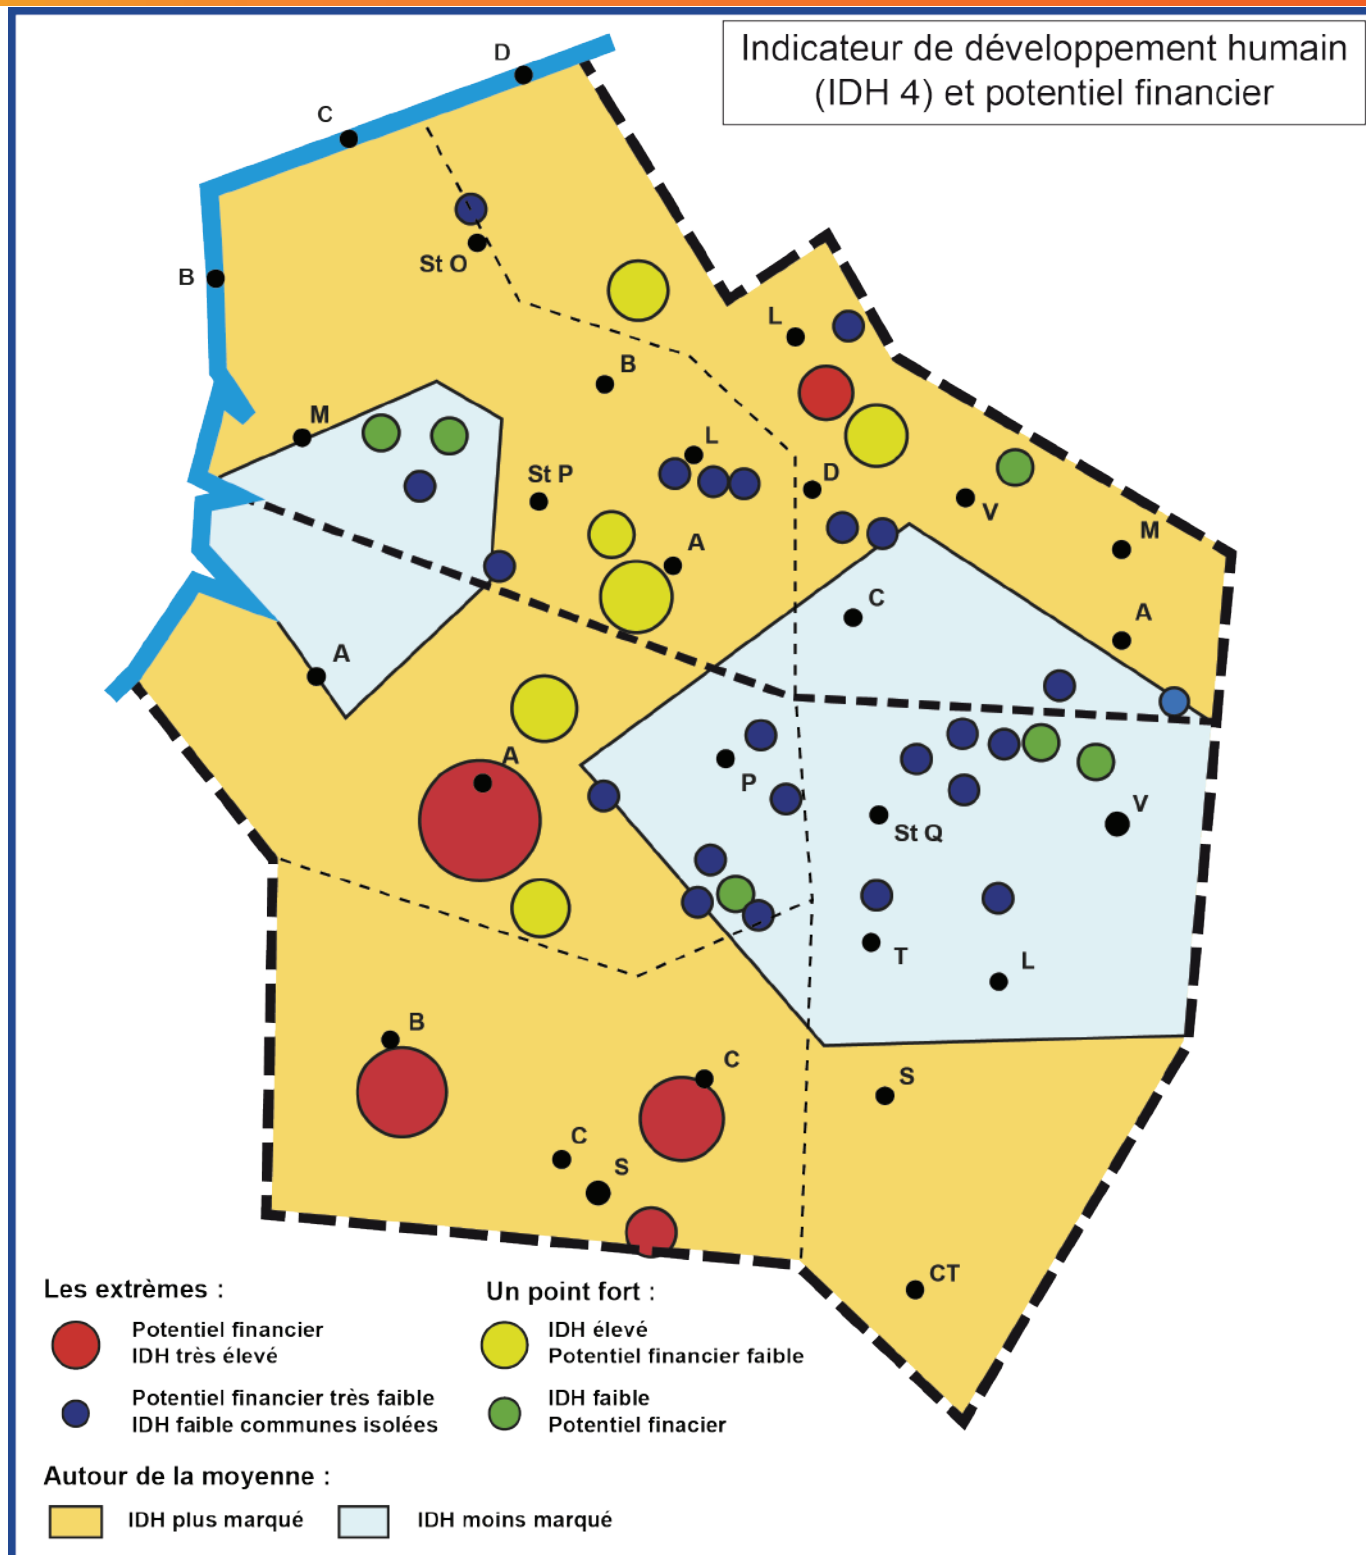 Indicateur de développement humain
(IDH 4) et potentiel financier
D
C
B
St O
L
B
M
L
St P
D
V
A
M
C
A
A
A
P
V
St Q
T
L
B
C
S
C
S
CT
Les extrèmes :
Potentiel financier
IDH très élevé
Potentiel financier très faible
IDH faible communes isolées
Un point fort :
IDH élevé
Potentiel financier faible
IDH faible
Potentiel finacier
Autour de la moyenne :
IDH plus marqué
IDH moins marqué